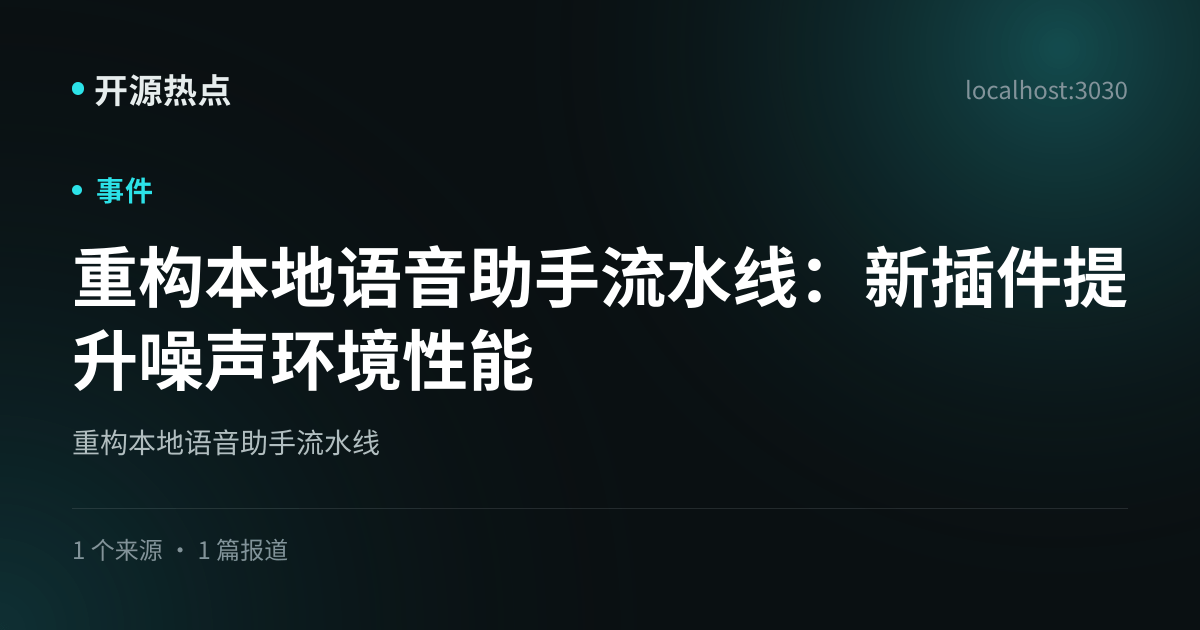 开源热点
localhost:3030
事件
重构本地语音助手流水线：新插件提
升噪声环境性能
重构本地语音助手流水线
1 个来源 · 1 篇报道